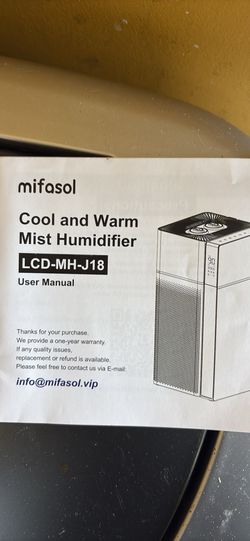 mifasol
Cool and Warm
Mist Humidifier
LCD-MH-J18
User Manual
Thanks for your purchase.
We provide a one-year warranty.
If any quality issues,
replacement or refund is available.
Please feel free to contact us via E-mail:
info@mifasol.vip